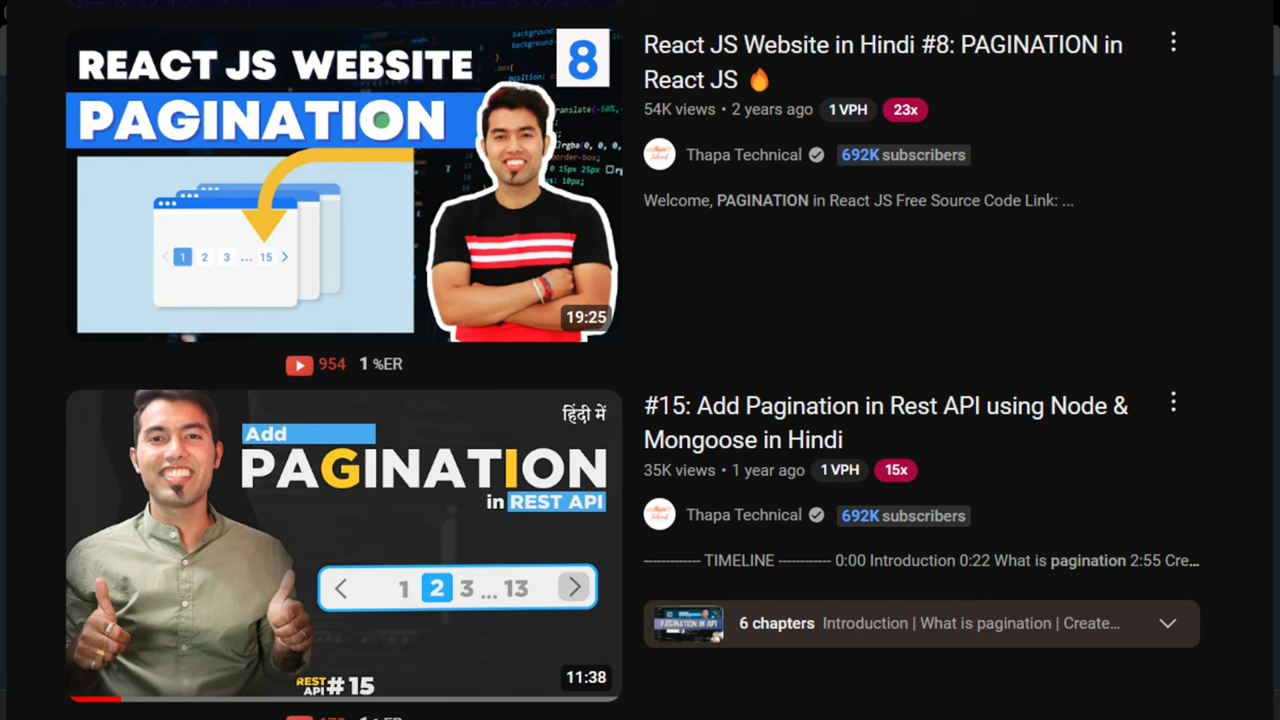 REACT JS WEBSITE
8
PAGINATION
1 2 3 ... 15
19:25
React JS Website in Hindi #8: PAGINATION in
React JS 🔥
54K views • 2 years ago 1 VPH 23x
Thapa Technical 692K subscribers
Welcome, PAGINATION in React JS Free Source Code Link: ...
954 1 %ER
हिंदी में
Add
PAGINATION
in REST API
1 2 3 ... 13
REST API #15
11:38
#15: Add Pagination in Rest API using Node &
Mongoose in Hindi
35K views • 1 year ago 1 VPH 15x
Thapa Technical 692K subscribers
------------- TIMELINE ------------ 0:00 Introduction 0:22 What is pagination 2:55 Cre...
6 chapters Introduction | What is pagination | Create...